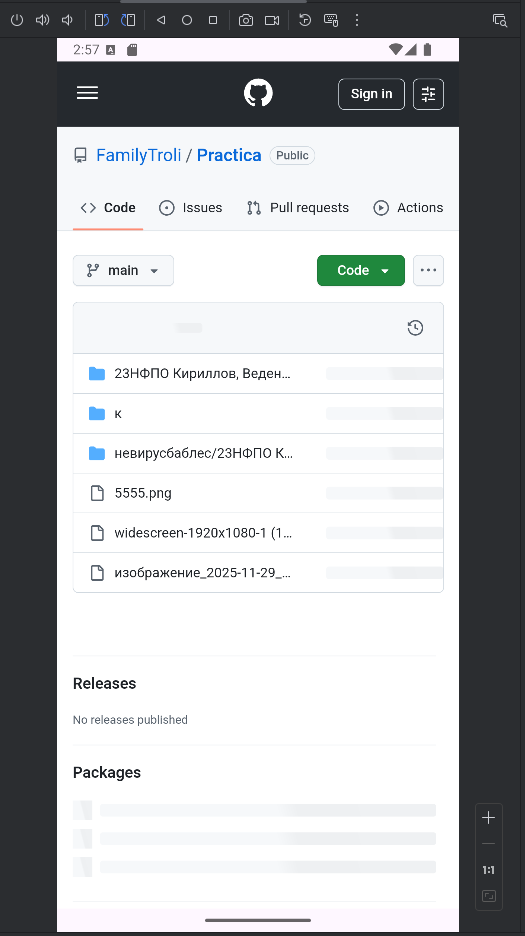 2:57
FamilyTroli / Practica Public
Sign in
Code Issues Pull requests Actions
main Code
23НФПО Кириллов, Веден...
к
невирусбаблес/23НФПО К...
5555.png
widescreen-1920x1080-1 (1...
изображение_2025-11-29_...
Releases
No releases published
Packages
1:1